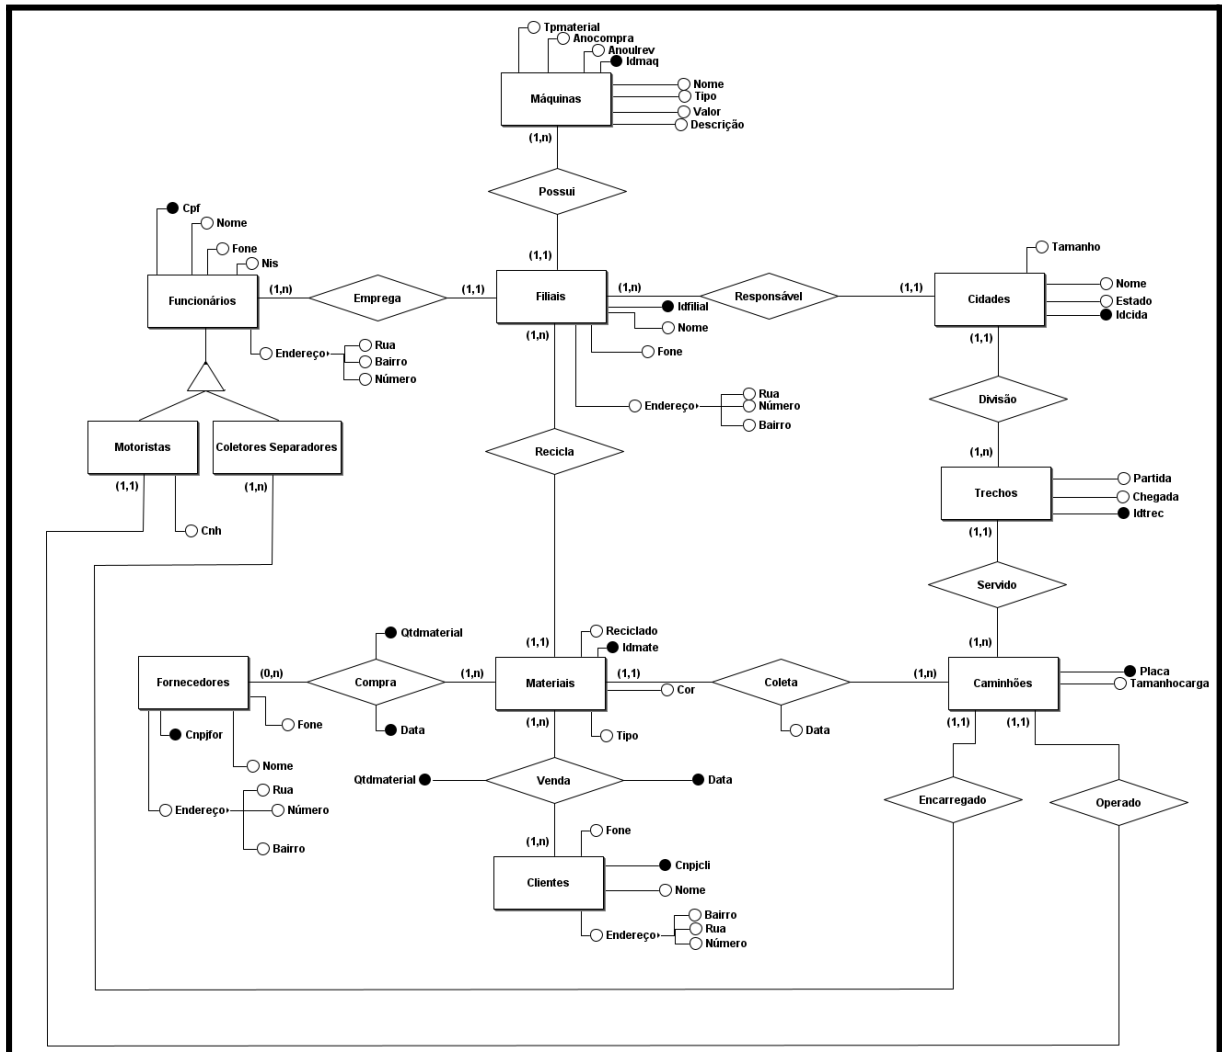 Tpmaterial
Anocompra
Anoulrev
Idmaq
Máquinas
Nome
Tipo
Valor
Descrição
(1,n)
Possui
Cpf
Nome
Fone
Nis
(1,1)
Tamanho
Funcionários
(1,n)
Emprega
(1,1)
Filiais
(1,n)
Responsável
(1,1)
Cidades
Nome
Estado
Idcida
Idfilial
Nome
Fone
(1,n)
(1,1)
Endereço
Rua
Bairro
Número
Endereço
Rua
Número
Bairro
Divisão
Motoristas
Coletores Separadores
Recicla
(1,n)
(1,1)
(1,n)
Trechos
Partida
Chegada
Idtrec
Cnh
(1,1)
Servido
Qtdmaterial
Reciclado
Idmate
(1,1)
(1,n)
Fornecedores
(0,n)
Compra
(1,n)
Materiais
(1,1)
Cor
Coleta
(1,n)
Caminhões
Placa
Tamanhocarga
Fone
Cnpjfor
Data
(1,n)
Tipo
Data
(1,1)
(1,1)
Nome
Qtdmaterial
Venda
Data
Endereço
Rua
Número
Bairro
Encarregado
Operado
(1,n)
Fone
Clientes
Cnpjcli
Nome
Endereço
Bairro
Rua
Número